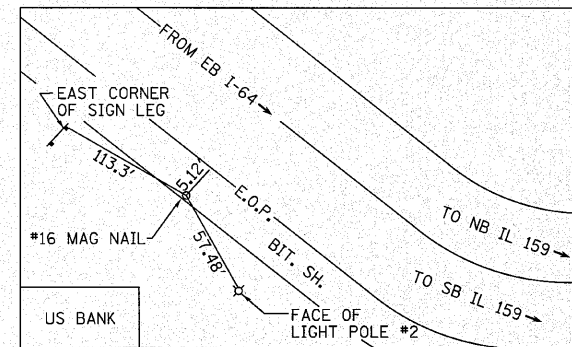 FROM EB I-64
EAST CORNER
OF SIGN LEG
113.3'
5.12'
E.O.P.
#16 MAG NAIL
57.48'
BIT. SH.
TO NB IL 159
TO SB IL 159
US BANK
FACE OF
LIGHT POLE #2